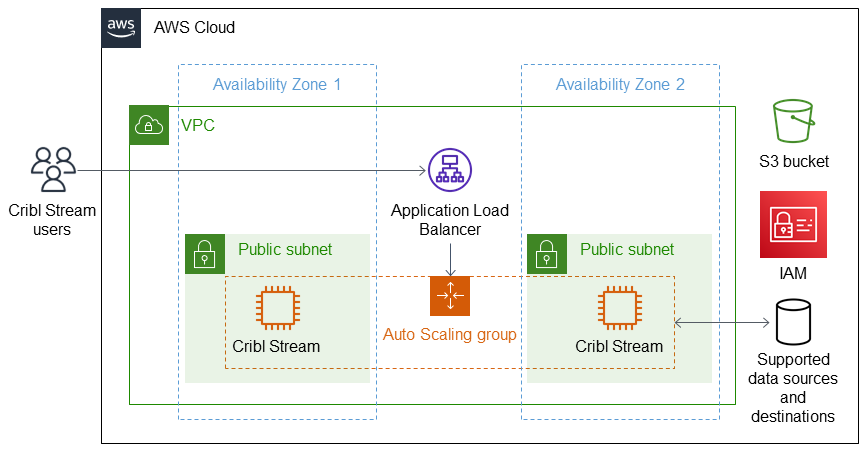 aws
AWS Cloud
Availability Zone 1
Availability Zone 2
VPC
S3 bucket
Cribl Stream
users
Application Load
Balancer
Public subnet
Public subnet
IAM
Auto Scaling group
Cribl Stream
Cribl Stream
Supported
data sources
and
destinations